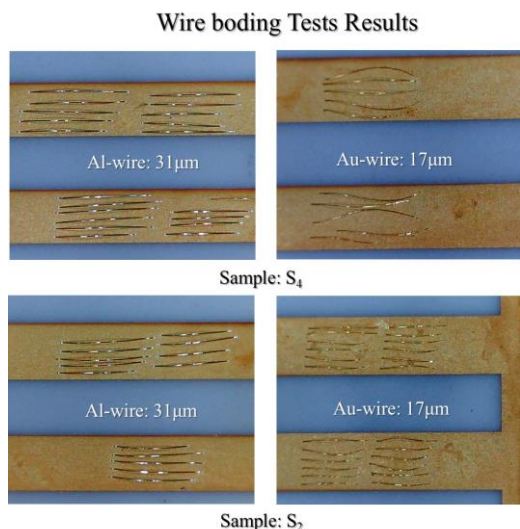 Wire boding Tests Results
Al-wire: 31μm
Au-wire: 17μm
Sample: S₄
Al-wire: 31μm
Au-wire: 17μm
Sample: S₂